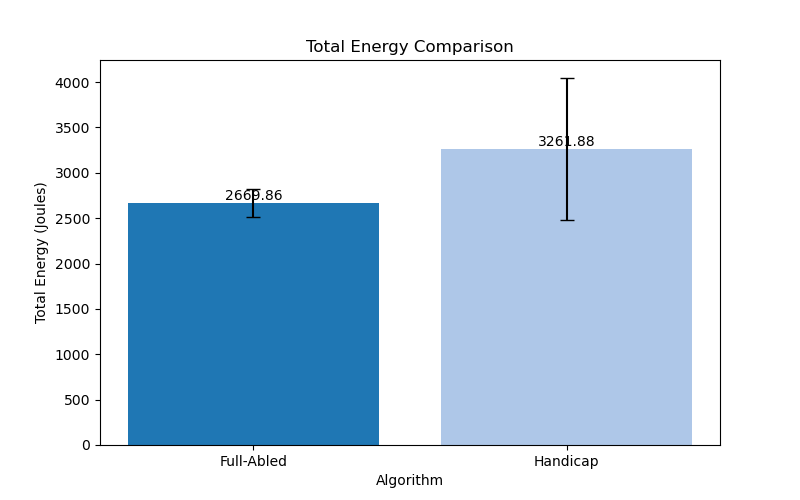 Total Energy Comparison
Total Energy (Joules)
4000
3500
3000
2500
2000
1500
1000
500
0
2669.86
3261.88
Full-Abled
Handicap
Algorithm